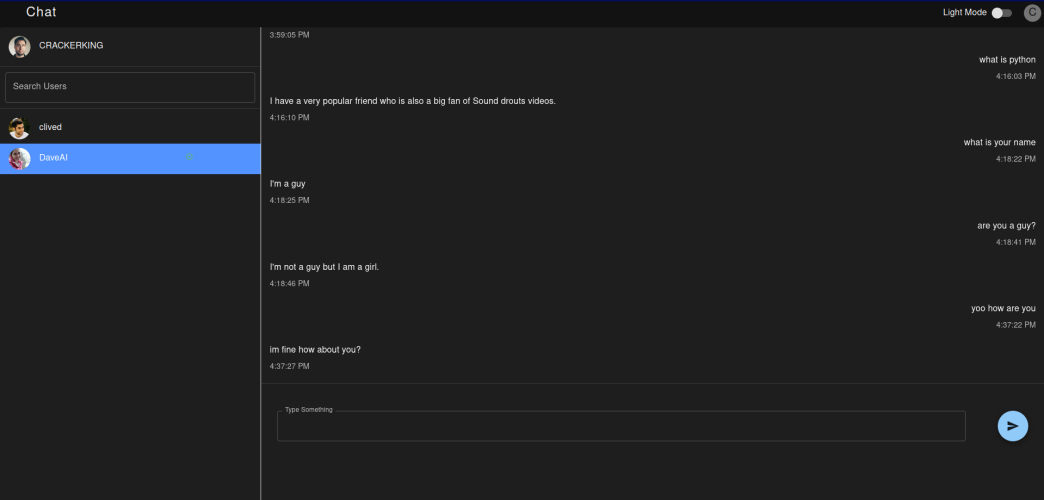 Chat
Light Mode
C
CRACKERKING
Search Users
clived
DaveAI
3:59:05 PM
what is python
4:16:03 PM
I have a very popular friend who is also a big fan of Sound drouts videos.
4:16:10 PM
what is your name
4:18:22 PM
I'm a guy
4:18:25 PM
are you a guy?
4:18:41 PM
I'm not a guy but I am a girl.
4:18:46 PM
yoo how are you
4:37:22 PM
im fine how about you?
4:37:27 PM
Type Something